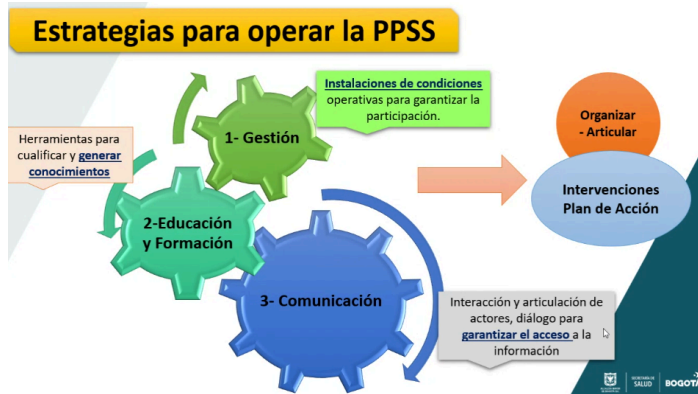 Estrategias para operar la PPSS
Instalaciones de condiciones
operativas para garantizar la
participación.
1- Gestión
Herramientas para
cualificar y generar
conocimientos
2-Educación
y Formación
3- Comunicación
Organizar
- Articular
Intervenciones
Plan de Acción
Interacción y articulación de
actores, diálogo para
garantizar el acceso a la
información
SECRETARÍA DE
SALUD
BOGOTÁ